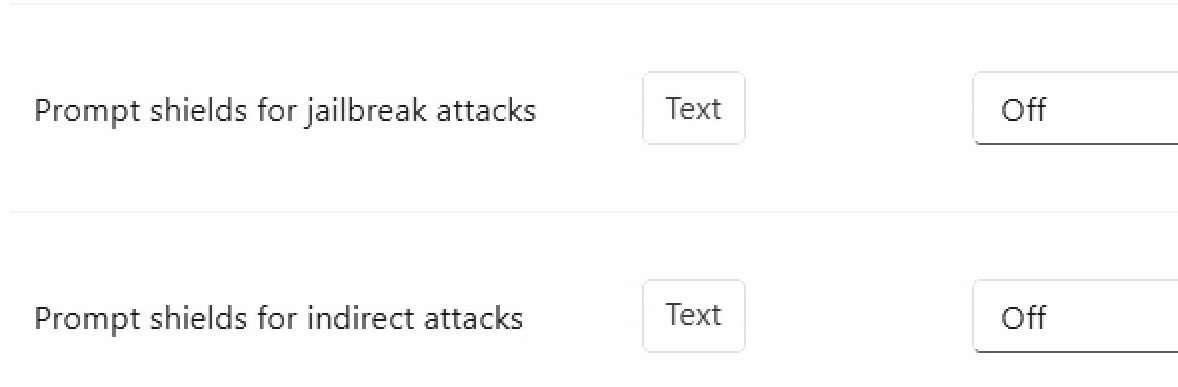 Prompt shields for jailbreak attacks Text Off
Prompt shields for indirect attacks Text Off